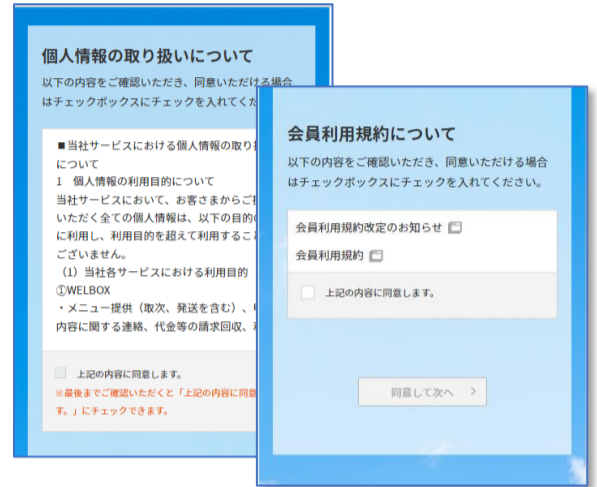 個人情報の取り扱いについて
以下の内容をご確認いただき、同意いただける場合
はチェックボックスにチェックを入れてくだ
■当社サービスにおける個人情報の取り
について
1 個人情報の利用目的について
当社サービスにおいて、お客さまからご
いただく全ての個人情報は、以下の目的
に利用し、利用目的を超えて利用するこ
ございません。
(1)当社各サービスにおける利用目的
①WELBOX
・メニュー提供(取次、発送を含む)、
内容に関する連絡、代金等の請求回収、
上記の内容に同意します。
※最後までご確認いただくと「上記の内容に同意
す。」にチェックできます。
会員利用規約について
以下の内容をご確認いただき、同意いただける場合
はチェックボックスにチェックを入れてください。
会員利用規約改定のお知らせ
会員利用規約
上記の内容に同意します。
同意して次へ